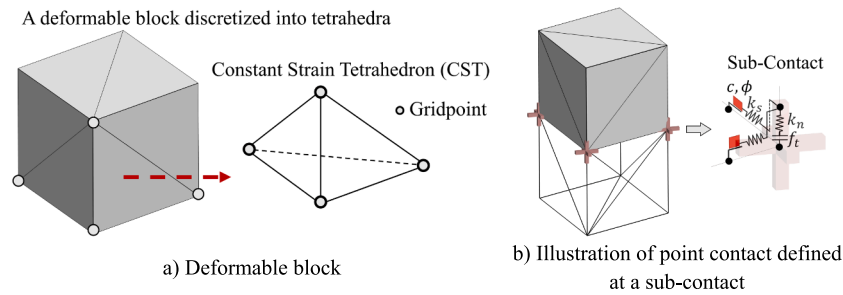 A deformable block discretized into tetrahedra
Constant Strain Tetrahedron (CST)
Gridpoint
a) Deformable block
Sub-Contact
c, ϕ
k_s
k_n
f_t
b) Illustration of point contact defined
at a sub-contact